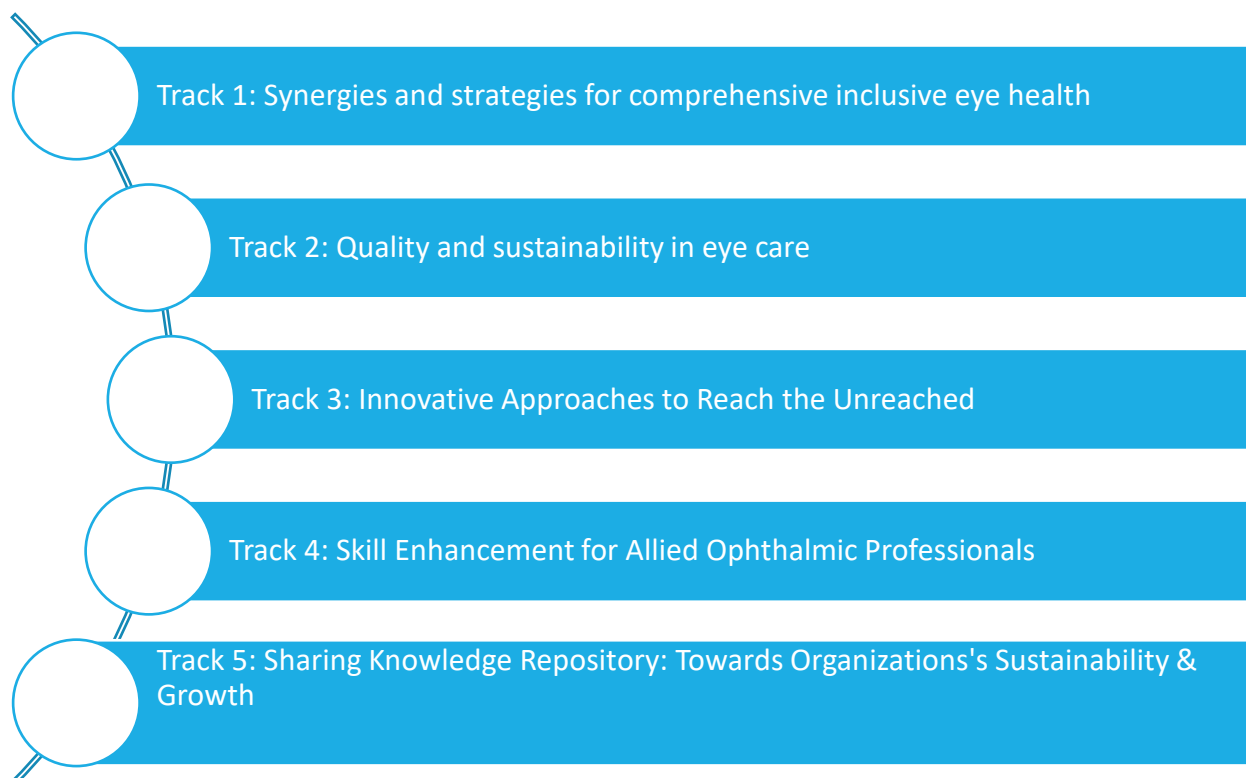 Track 1: Synergies and strategies for comprehensive inclusive eye health
Track 2: Quality and sustainability in eye care
Track 3: Innovative Approaches to Reach the Unreached
Track 4: Skill Enhancement for Allied Ophthalmic Professionals
Track 5: Sharing Knowledge Repository: Towards Organizations's Sustainability &
Growth